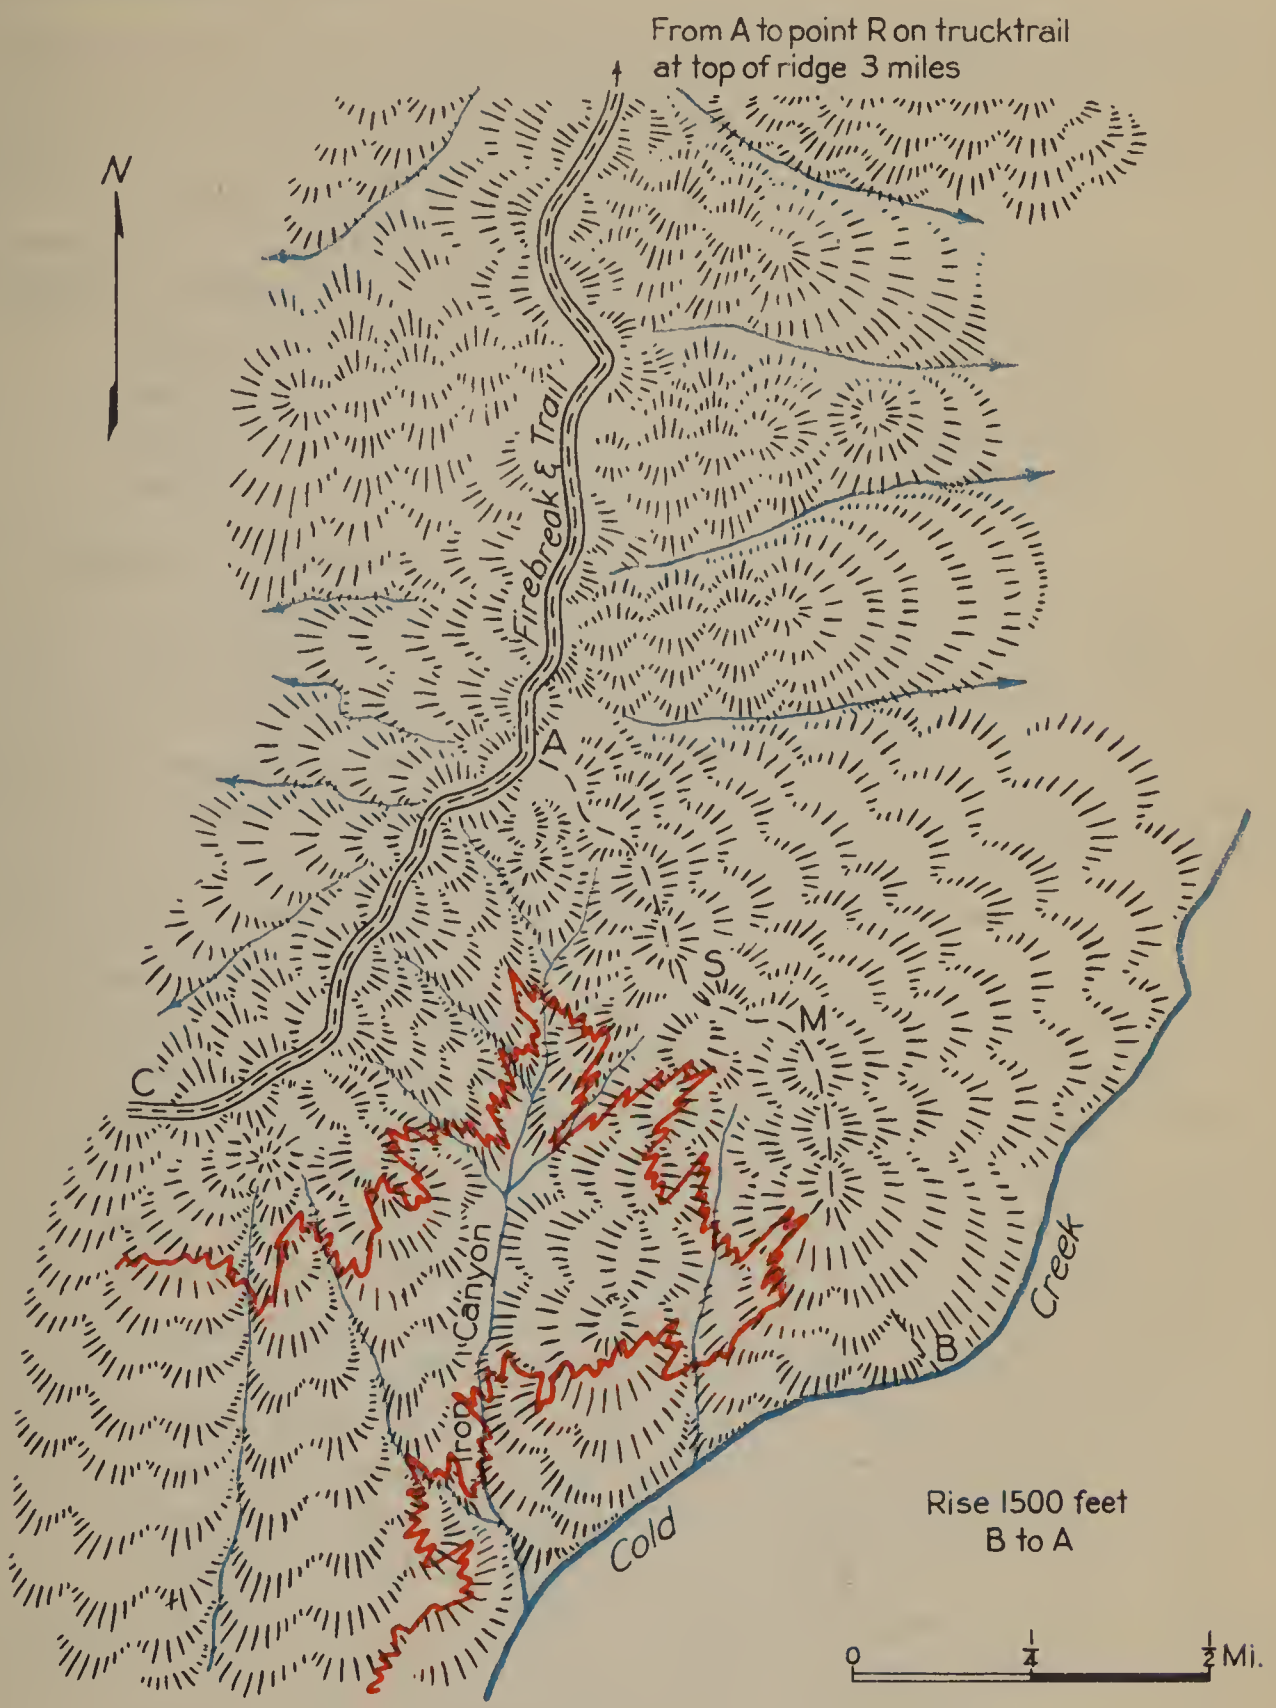 From A to point R on trucktrail
at top of ridge 3 miles
N
Firebreak & Trail
A
S
M
C
Iron Canyon
B
Cold Creek
Rise 1500 feet
B to A
0 1/4 1/2 Mi.